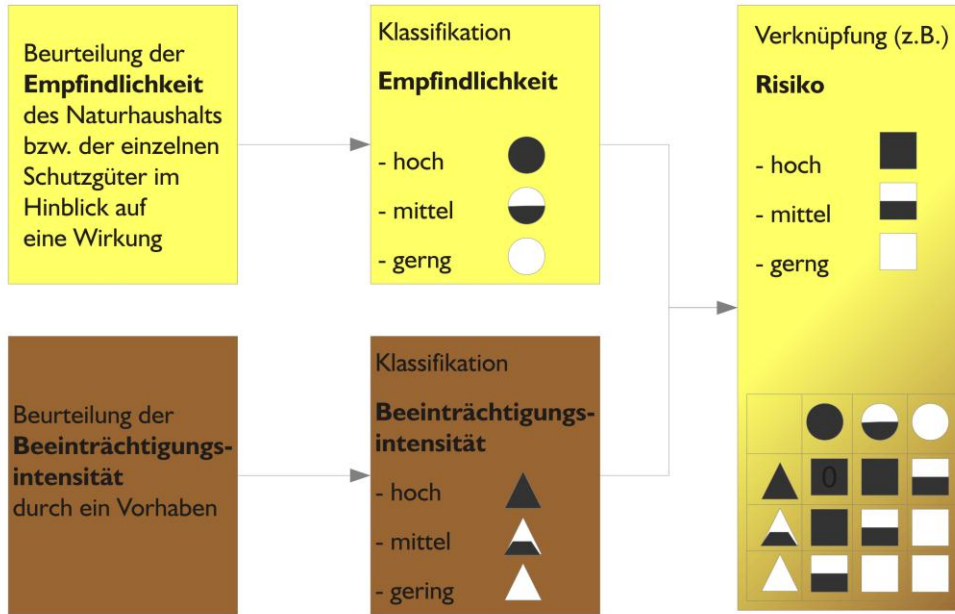 Beurteilung der
Empfindlichkeit
des Naturhaushalts
bzw. der einzelnen
Schutzgüter im
Hinblick auf
eine Wirkung
Klassifikation
Empfindlichkeit
- hoch
- mittel
- gerng
Beurteilung der
Beeinträchtigungs-
intensität
durch ein Vorhaben
Klassifikation
Beeinträchtigungs-
intensität
- hoch
- mittel
- gering
Verknüpfung (z.B.)
Risiko
- hoch
- mittel
- gerng
0